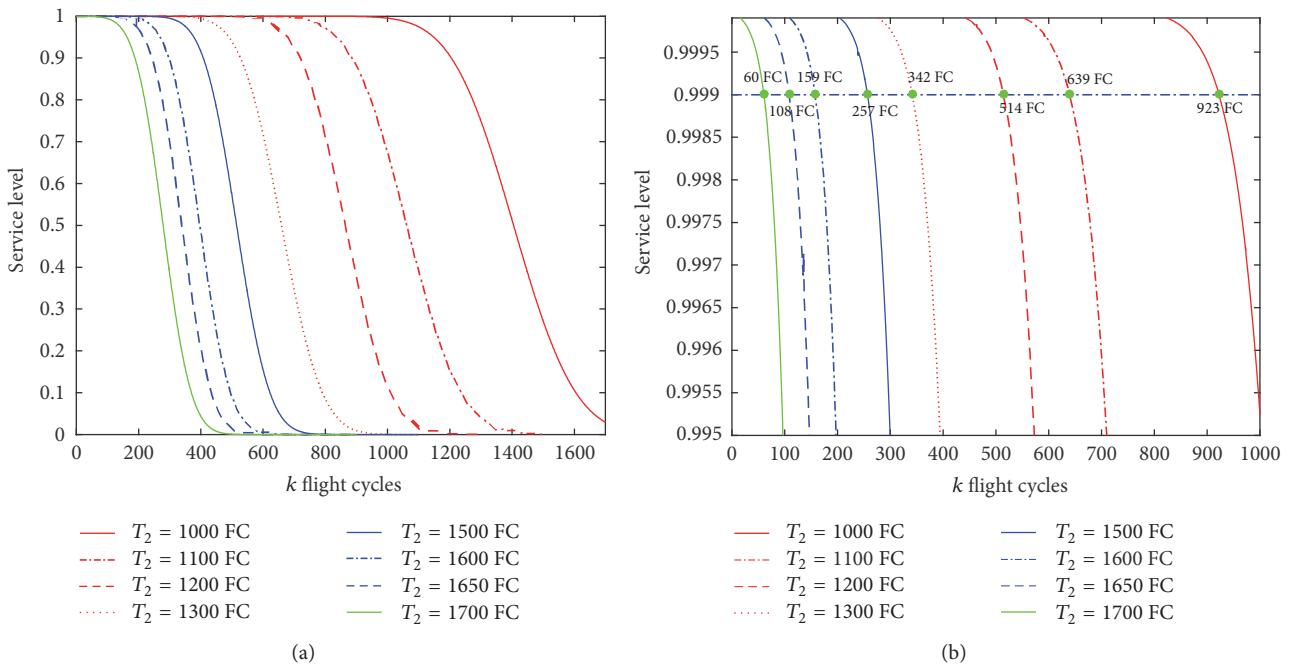 1
0.9
0.8
0.7
0.6
0.5
0.4
0.3
0.2
0.1
0
Service level
0 200 400 600 800 1000 1200 1400 1600
k flight cycles
T2 = 1000 FC
T2 = 1100 FC
T2 = 1200 FC
T2 = 1300 FC
T2 = 1500 FC
T2 = 1600 FC
T2 = 1650 FC
T2 = 1700 FC
(a)
0.9995
0.999
0.9985
0.998
0.9975
0.997
0.9965
0.996
0.9955
0.995
Service level
60 FC
159 FC
342 FC
639 FC
108 FC
257 FC
514 FC
923 FC
0 100 200 300 400 500 600 700 800 900 1000
k flight cycles
T2 = 1000 FC
T2 = 1100 FC
T2 = 1200 FC
T2 = 1300 FC
T2 = 1500 FC
T2 = 1600 FC
T2 = 1650 FC
T2 = 1700 FC
(b)